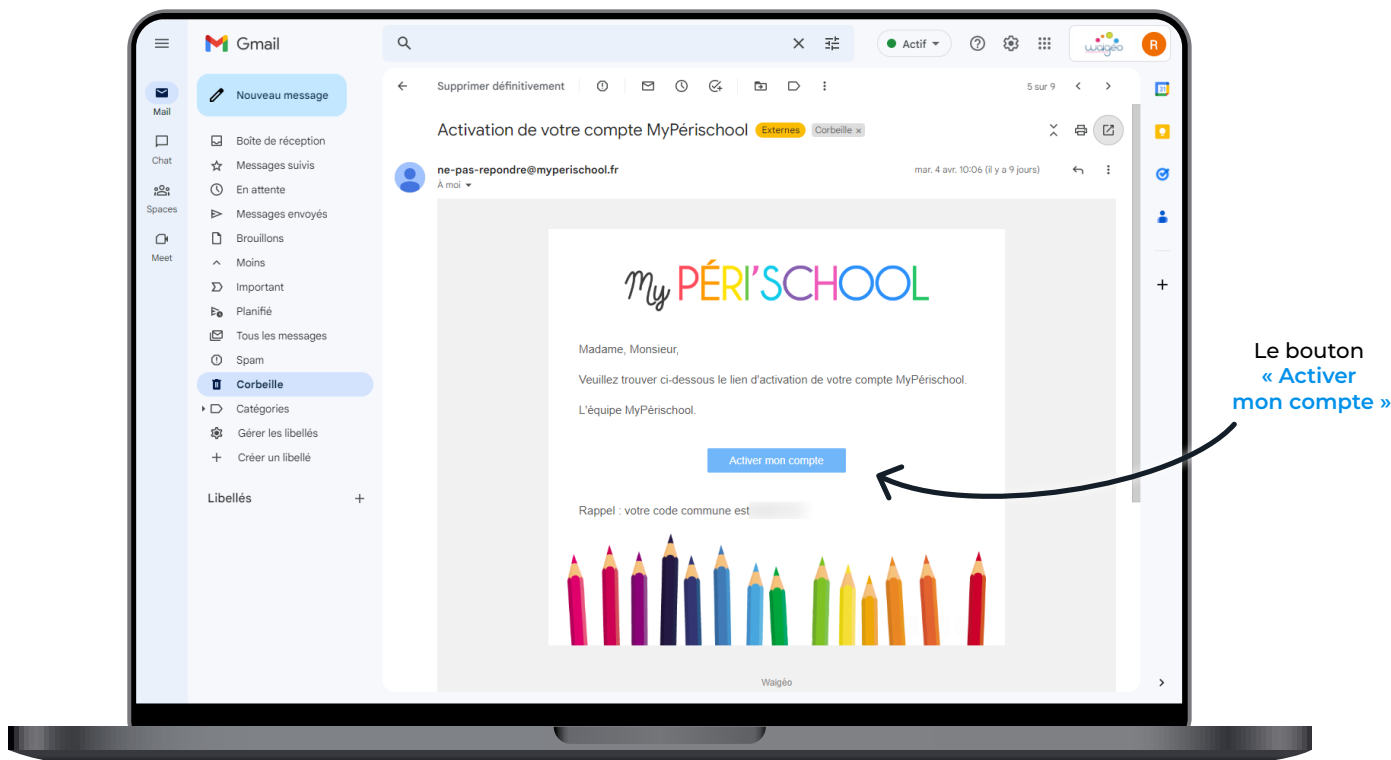 Gmail
Actif
waigéo
R
Mail
Chat
Spaces
Meet
Nouveau message
Boîte de réception
Messages suivis
En attente
Messages envoyés
Brouillons
Moins
Important
Planifié
Tous les messages
Spam
Corbeille
Catégories
Gérer les libellés
Créer un libellé
Libellés
Supprimer définitivement
5 sur 9
Activation de votre compte MyPérischool Externes Corbeille ×
ne-pas-repondre@myperischool.fr
mar. 4 avr. 10:06 (il y a 9 jours)
À moi
My PÉRI'SCHOOL
Madame, Monsieur,
Veuillez trouver ci-dessous le lien d'activation de votre compte MyPérischool.
L'équipe MyPérischool.
Activer mon compte
Rappel : votre code commune est
Waigéo
31
Le bouton
« Activer
mon compte »